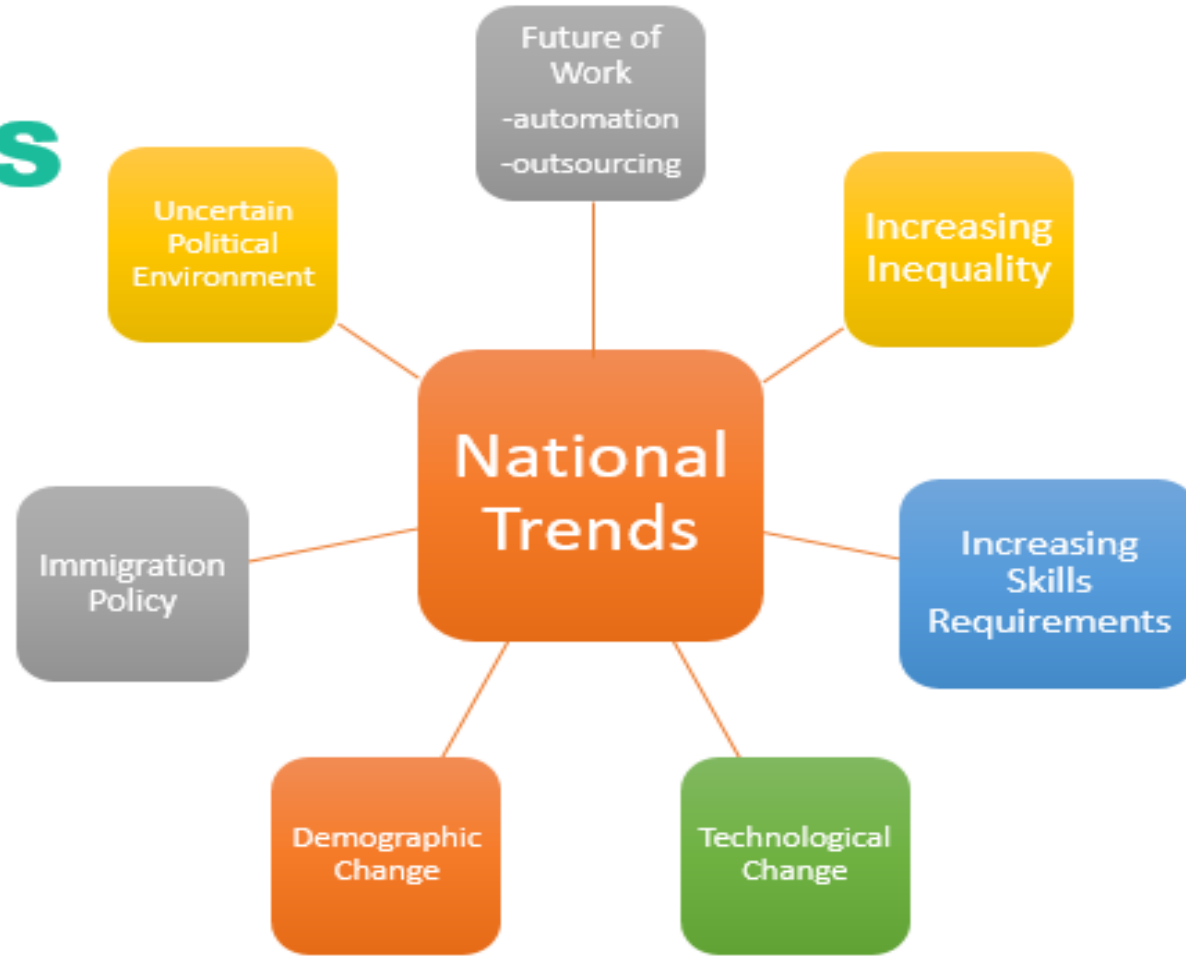 s
Future of
Work
-automation
-outsourcing
Uncertain
Political
Environment
Increasing
Inequality
National
Trends
Immigration
Policy
Increasing
Skills
Requirements
Demographic
Change
Technological
Change